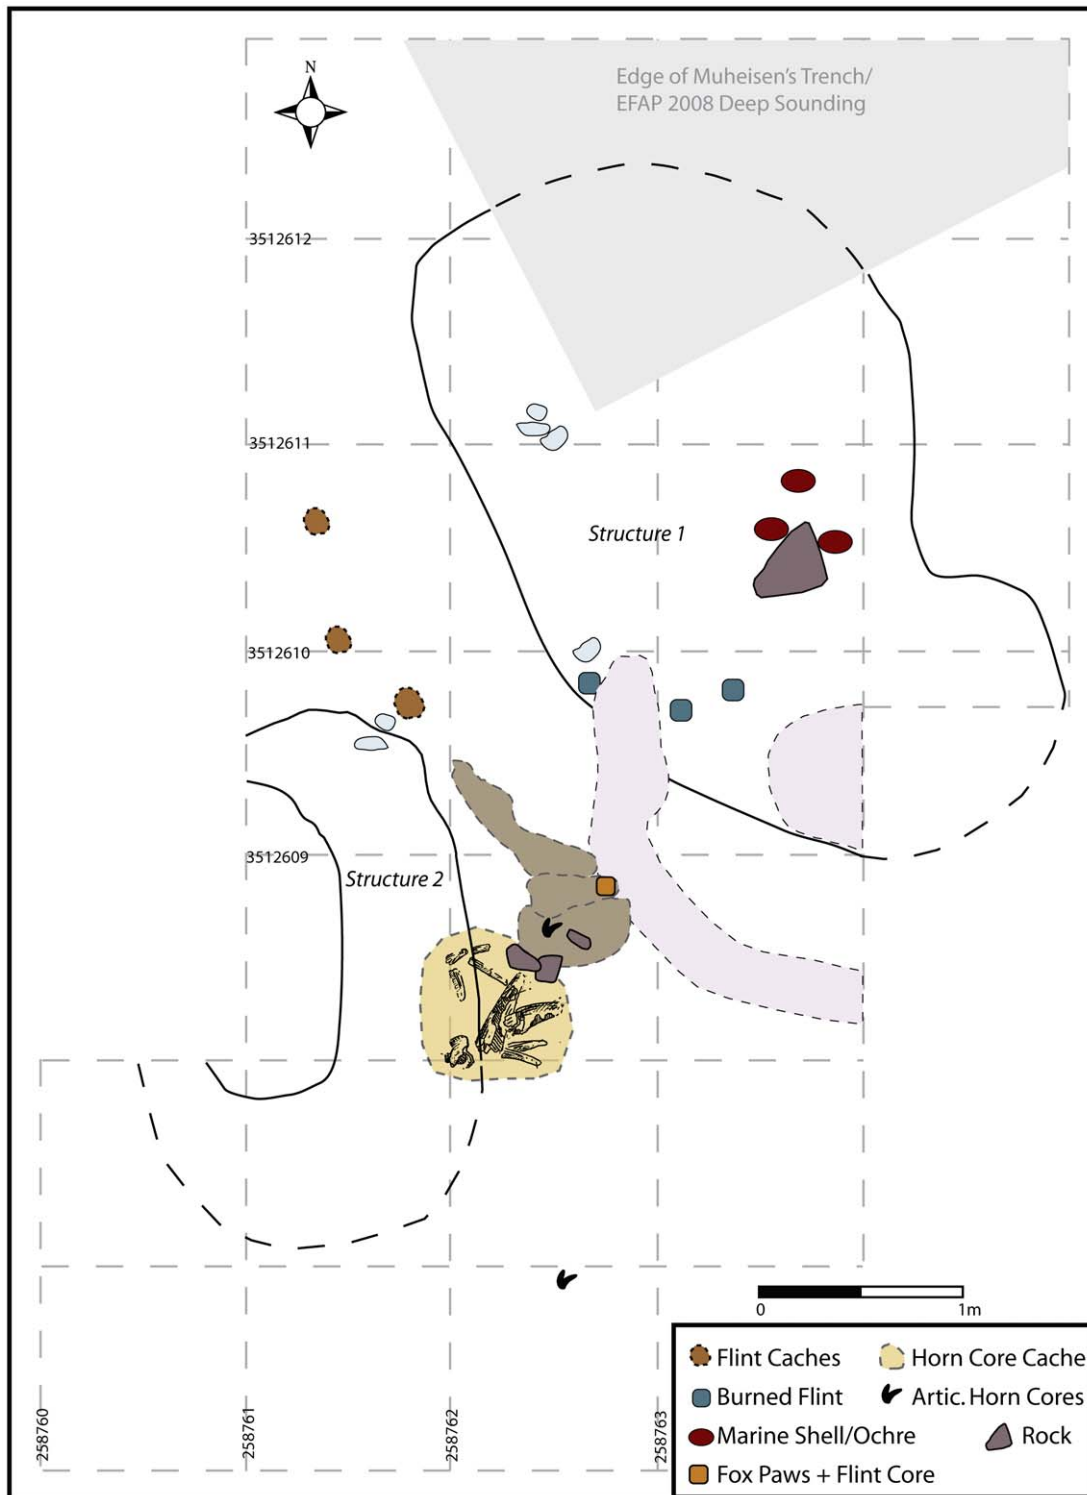 Edge of Muheisen's Trench/
EFAP 2008 Deep Sounding
N
3512612
3512611
Structure 1
3512610
3512609
Structure 2
0 1m
258760
258761
258762
258763
Flint Caches
Horn Core Cache
Burned Flint
Artic. Horn Cores
Marine Shell/Ochre
Rock
Fox Paws + Flint Core